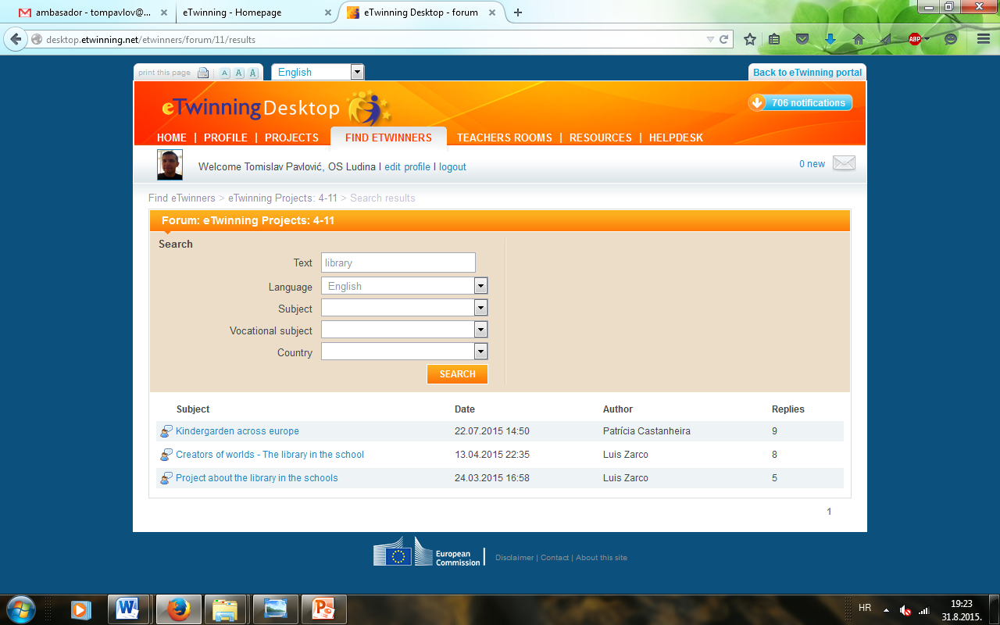 ambasador - tompavlov@...
eTwinning - Homepage
eTwinning Desktop - forum
desktop.etwinning.net/etwinners/forum/11/results
ABP
print this page
A A A
English
Back to eTwinning portal
eTwinning Desktop
706 notifications
HOME | PROFILE | PROJECTS FIND ETWINNERS TEACHERS ROOMS | RESOURCES | HELPDESK
Welcome Tomislav Pavlović, OS Ludina I edit profile I logout
0 new
Find eTwinners > eTwinning Projects: 4-11 > Search results
Forum: eTwinning Projects: 4-11
Search
Text library
Language English
Subject
Vocational subject
Country
SEARCH
Subject Date Author Replies
Kindergarden across europe 22.07.2015 14:50 Patrícia Castanheira 9
Creators of worlds - The library in the school 13.04.2015 22:35 Luis Zarco 8
Project about the library in the schools 24.03.2015 16:58 Luis Zarco 5
1
European
Commission
Disclaimer | Contact | About this site
HR
19:23
31.8.2015.